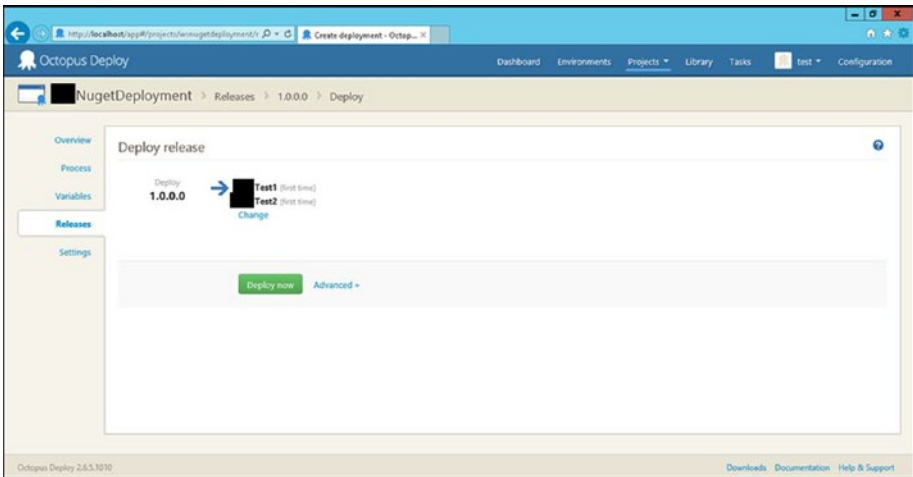 http://localhost/app#/projects/wmnugetdeployment/r
Create deployment - Octop...
Octopus Deploy
Dashboard Environments Projects Library Tasks test Configuration
NugetDeployment > Releases > 1.0.0.0 > Deploy
Overview
Process
Variables
Releases
Settings
Deploy release
Deploy
1.0.0.0
Test1 (first time)
Test2 (first time)
Change
Deploy now Advanced
Octopus Deploy 2.6.5.1010
Downloads Documentation Help & Support